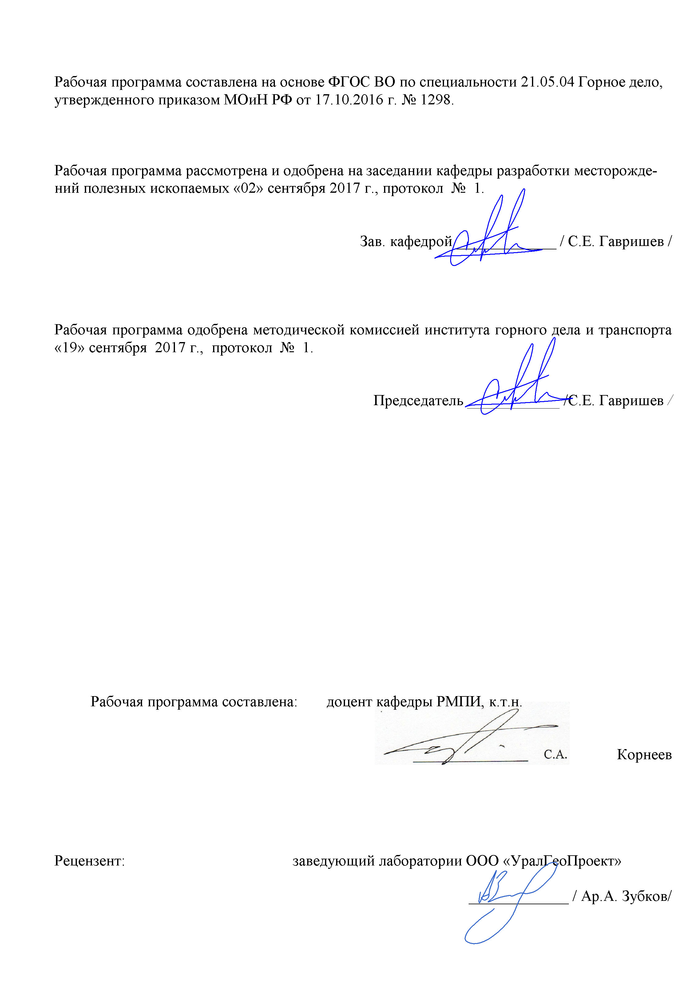 Рабочая программа составлена на основе ФГОС ВО по специальности 21.05.04 Горное дело,
утвержденного приказом МОиН РФ от 17.10.2016 г. № 1298.
Рабочая программа рассмотрена и одобрена на заседании кафедры разработки месторожде-
ний полезных ископаемых «02» сентября 2017 г., протокол № 1.
Зав. кафедрой ______________ / С.Е. Гавришев /
Рабочая программа одобрена методической комиссией института горного дела и транспорта
«19» сентября 2017 г., протокол № 1.
Председатель _____________ /С.Е. Гавришев /
Рабочая программа составлена: доцент кафедры РМПИ, к.т.н.
________________ С.А. Корнеев
Рецензент: заведующий лаборатории ООО «УралГеоПроект»
______________ / Ар.А. Зубков/